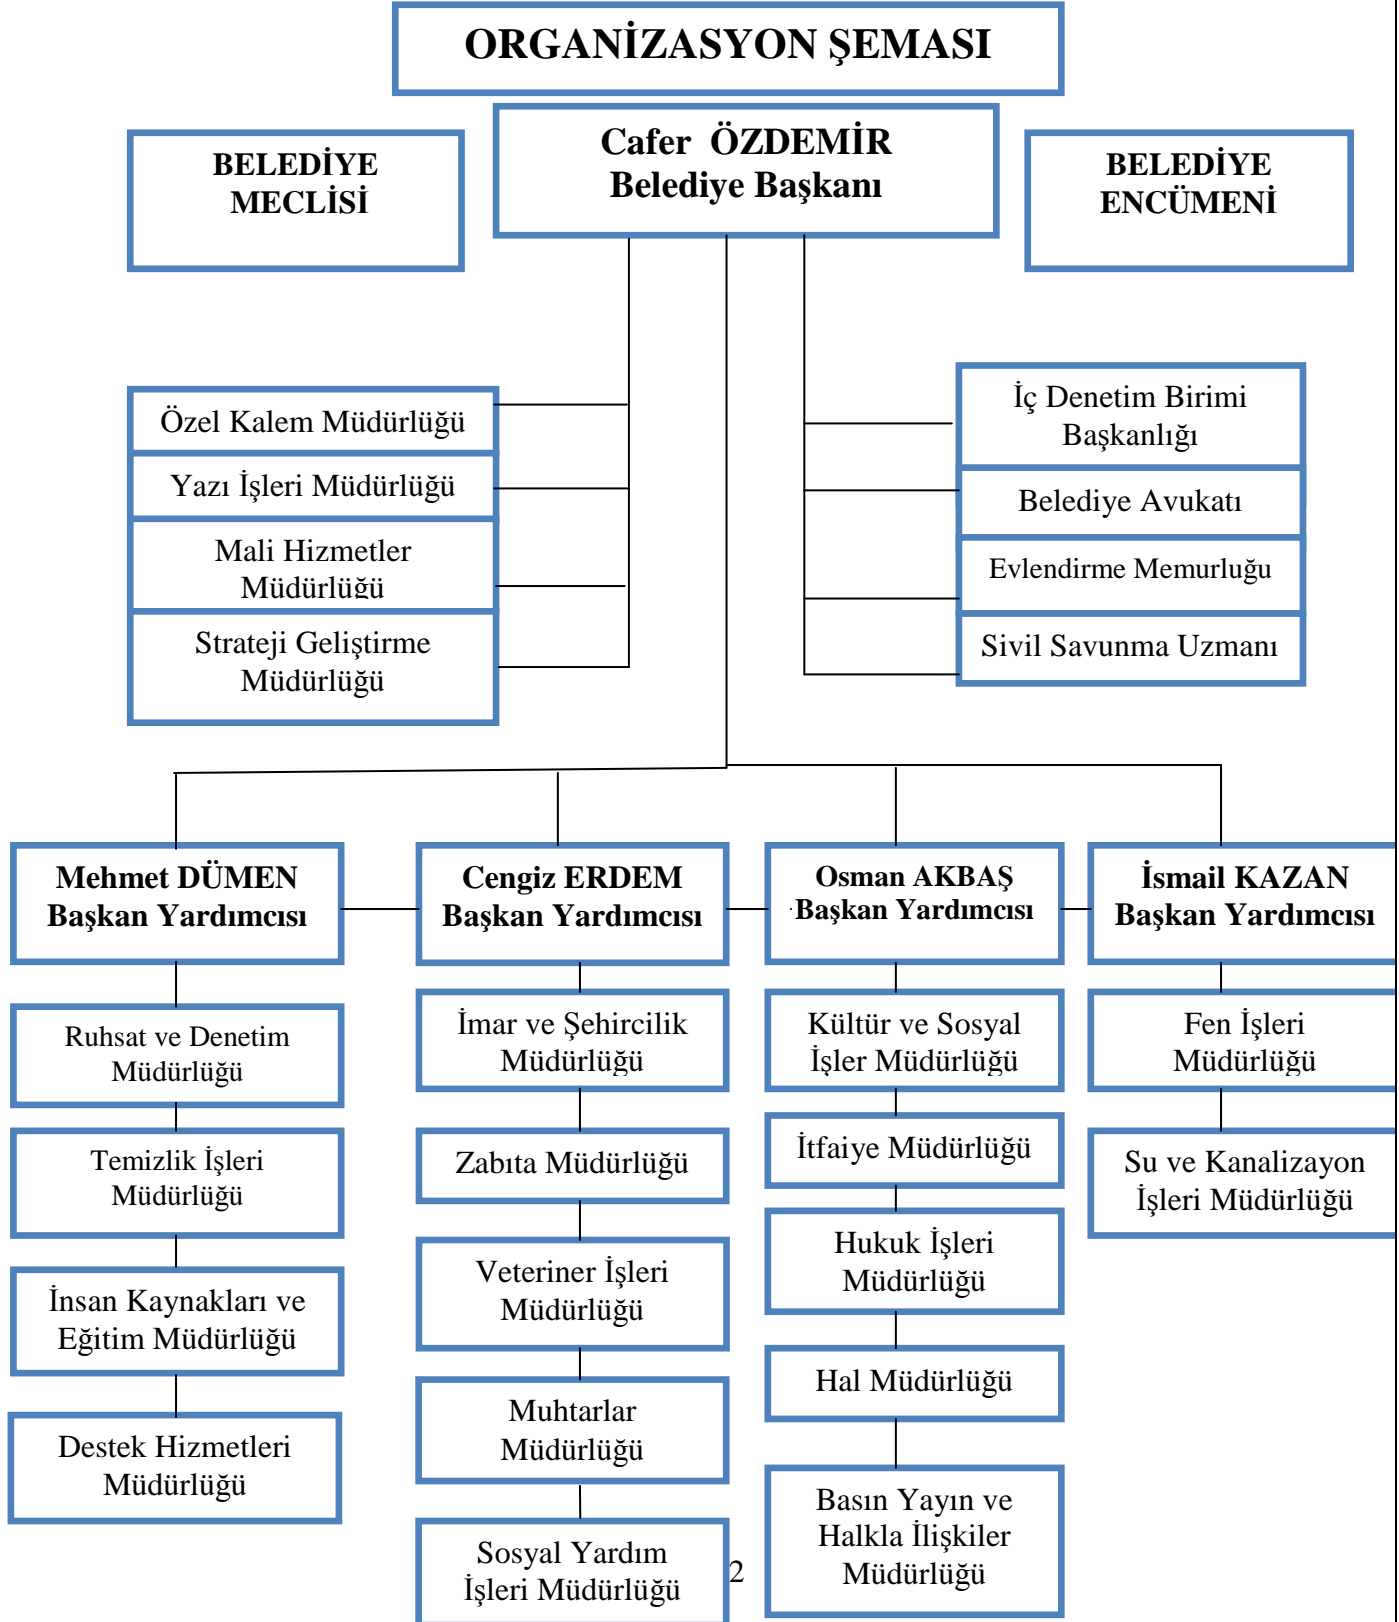 ORGANİZASYON ŞEMASI
Cafer ÖZDEMİR
Belediye Başkanı
BELEDİYE
MECLİSİ
BELEDİYE
ENCÜMENİ
Özel Kalem Müdürlüğü
Yazı İşleri Müdürlüğü
Mali Hizmetler
Müdürlüğü
Strateji Geliştirme
Müdürlüğü
İç Denetim Birimi
Başkanlığı
Belediye Avukatı
Evlendirme Memurluğu
Sivil Savunma Uzmanı
Mehmet DÜMEN
Başkan Yardımcısı
Cengiz ERDEM
Başkan Yardımcısı
Osman AKBAŞ
Başkan Yardımcısı
İsmail KAZAN
Başkan Yardımcısı
Ruhsat ve Denetim
Müdürlüğü
Temizlik İşleri
Müdürlüğü
İnsan Kaynakları ve
Eğitim Müdürlüğü
Destek Hizmetleri
Müdürlüğü
İmar ve Şehircilik
Müdürlüğü
Zabıta Müdürlüğü
Veteriner İşleri
Müdürlüğü
Muhtarlar
Müdürlüğü
Sosyal Yardım
İşleri Müdürlüğü
Kültür ve Sosyal
İşler Müdürlüğü
İtfaiye Müdürlüğü
Hukuk İşleri
Müdürlüğü
Hal Müdürlüğü
Basın Yayın ve
Halkla İlişkiler
Müdürlüğü
Fen İşleri
Müdürlüğü
Su ve Kanalizayon
İşleri Müdürlüğü
2